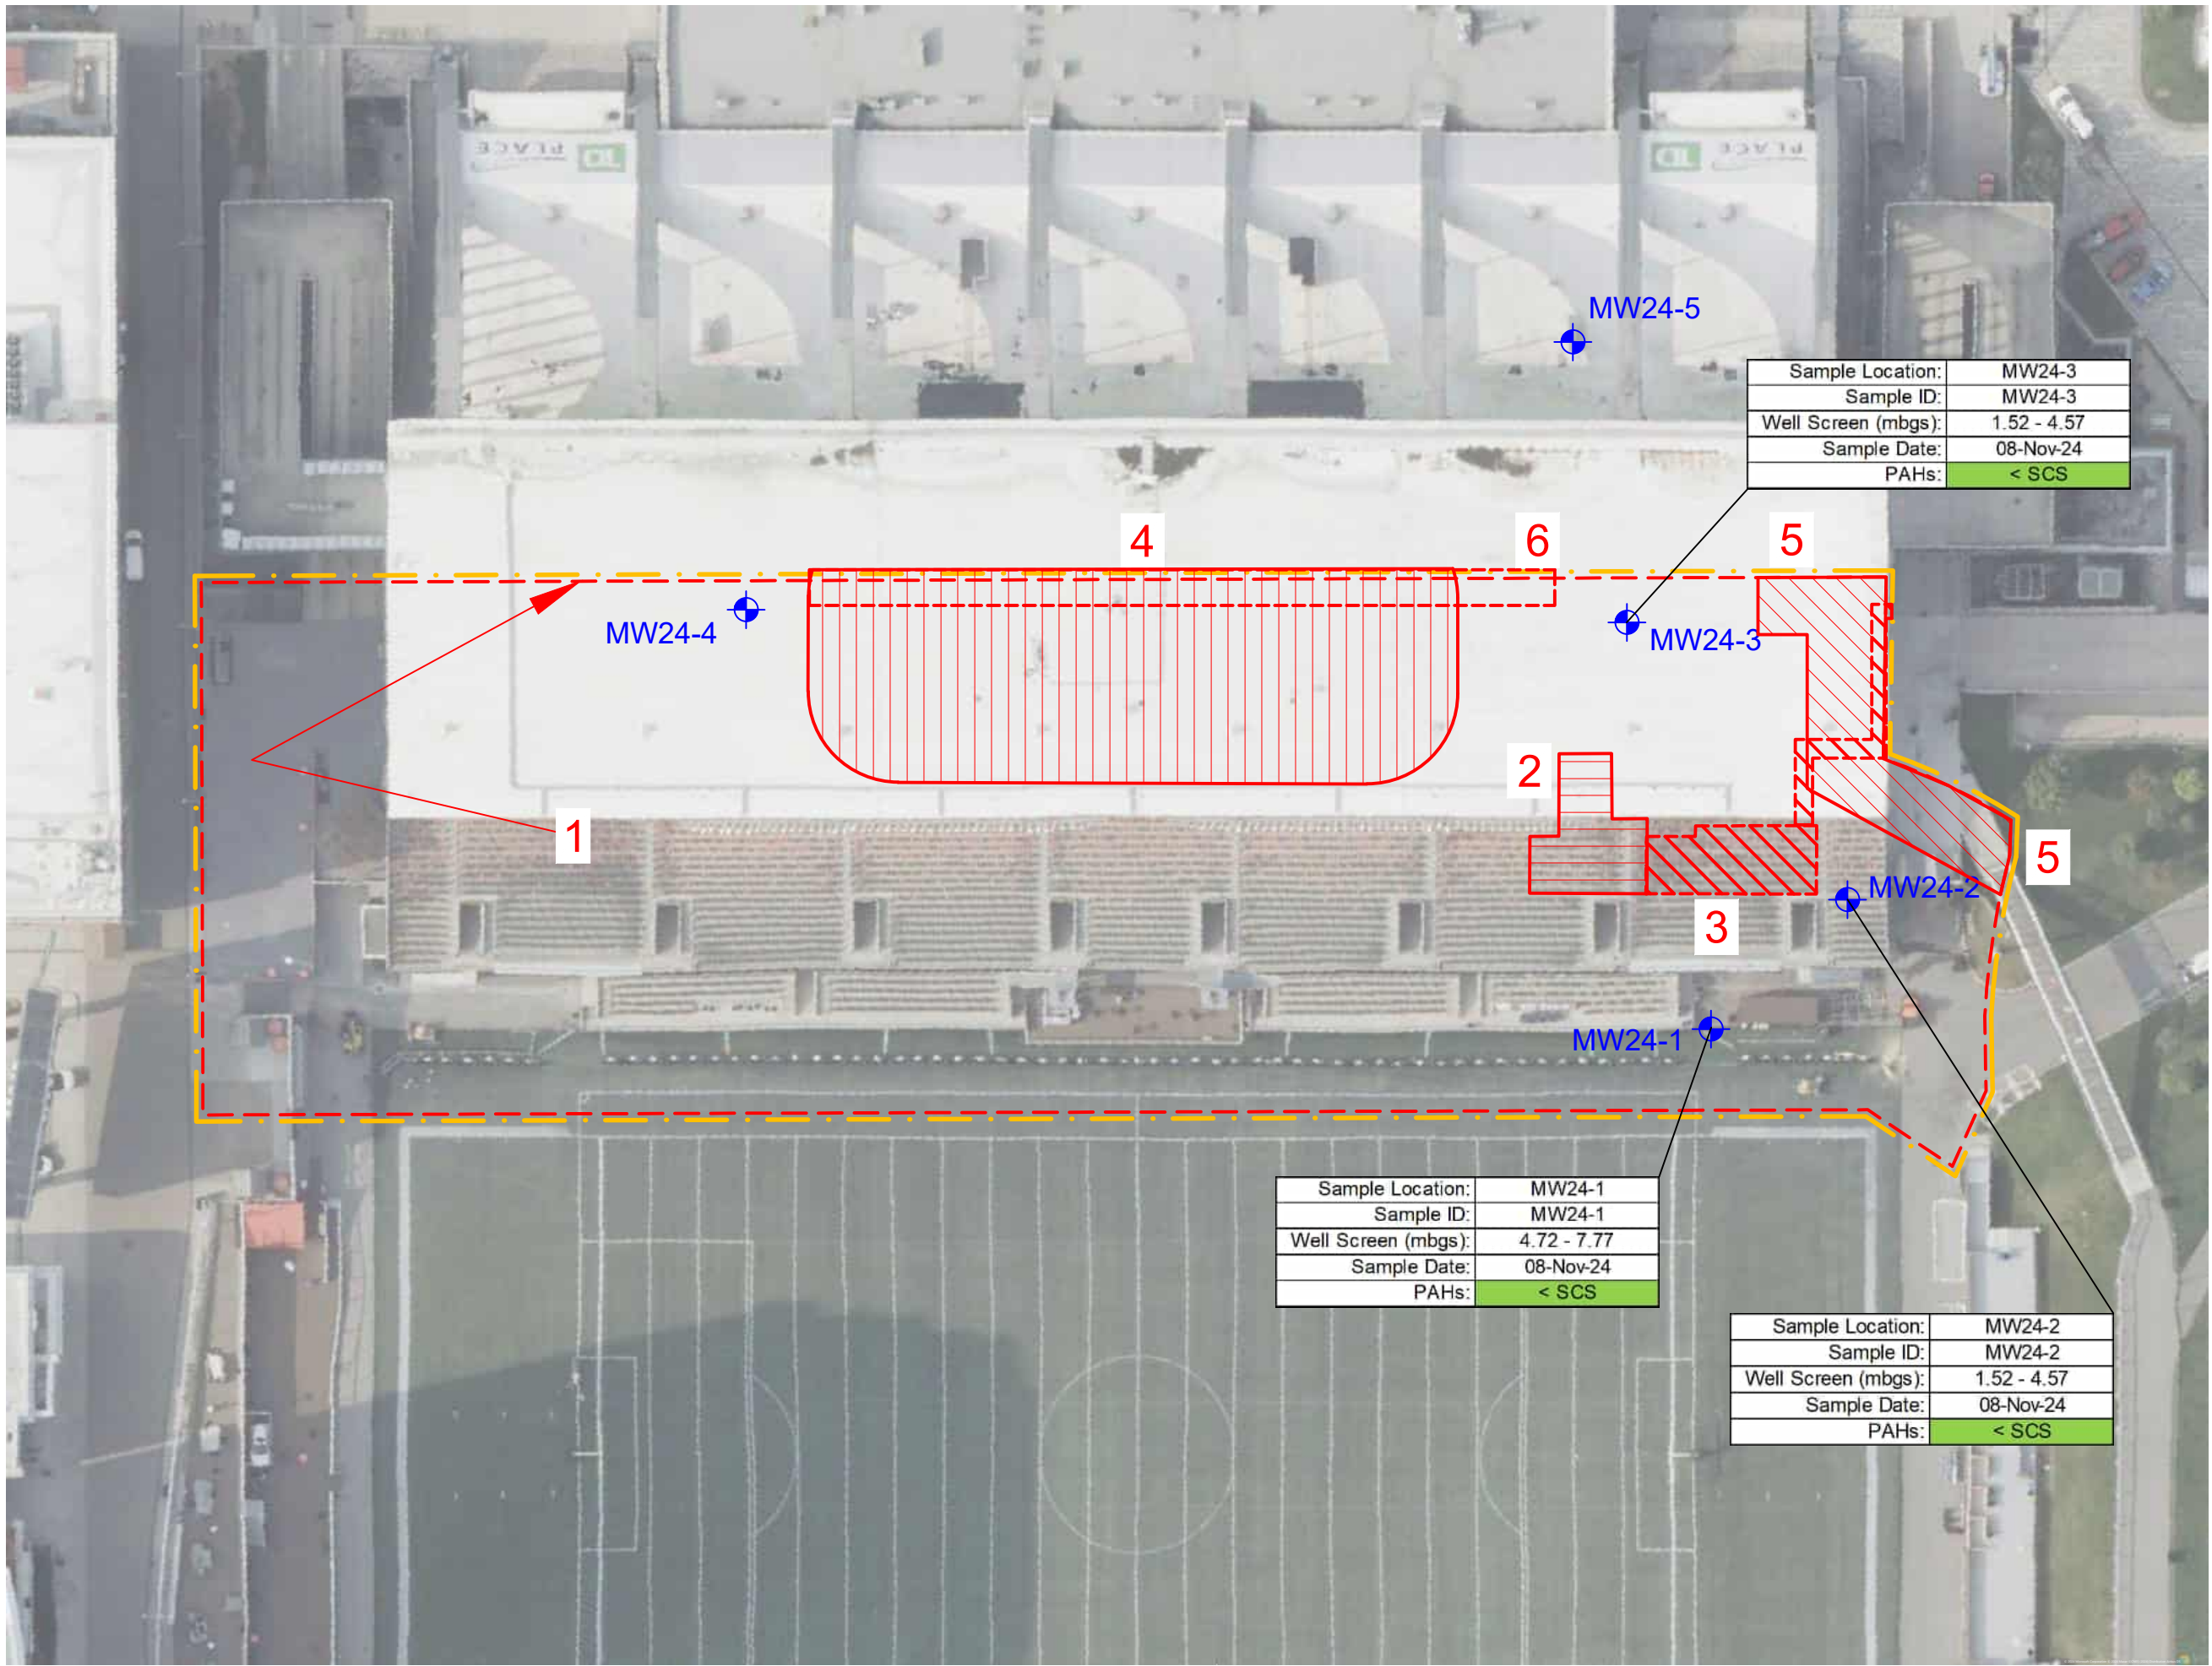 TD PLACE
PLACE TD
MW24-5
Sample Location: MW24-3
Sample ID: MW24-3
Well Screen (mbgs): 1.52 - 4.57
Sample Date: 08-Nov-24
PAHs: < SCS
4
6
5
MW24-4
MW24-3
2
1
5
MW24-2
3
MW24-1
Sample Location: MW24-1
Sample ID: MW24-1
Well Screen (mbgs): 4.72 - 7.77
Sample Date: 08-Nov-24
PAHs: < SCS
Sample Location: MW24-2
Sample ID: MW24-2
Well Screen (mbgs): 1.52 - 4.57
Sample Date: 08-Nov-24
PAHs: < SCS